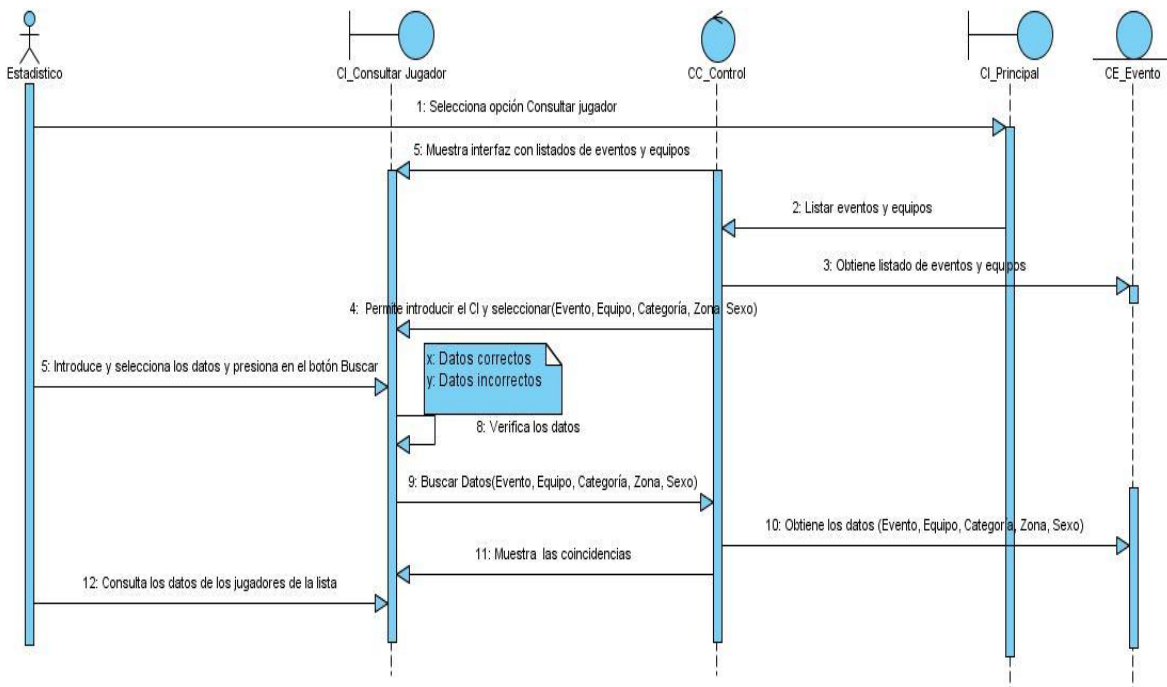 Estadistico
CI_Consultar Jugador
CC_Control
CI_Principal
CE_Evento
1: Selecciona opción Consultar jugador
5: Muestra interfaz con listados de eventos y equipos
2: Listar eventos y equipos
3: Obtiene listado de eventos y equipos
4: Permite introducir el CI y seleccionar(Evento, Equipo, Categoría, Zona, Sexo)
x: Datos correctos
y: Datos incorrectos
5: Introduce y selecciona los datos y presiona en el botón Buscar
8: Verifica los datos
9: Buscar Datos(Evento, Equipo, Categoría, Zona, Sexo)
10: Obtiene los datos (Evento, Equipo, Categoría, Zona, Sexo)
11: Muestra las coincidencias
12: Consulta los datos de los jugadores de la lista